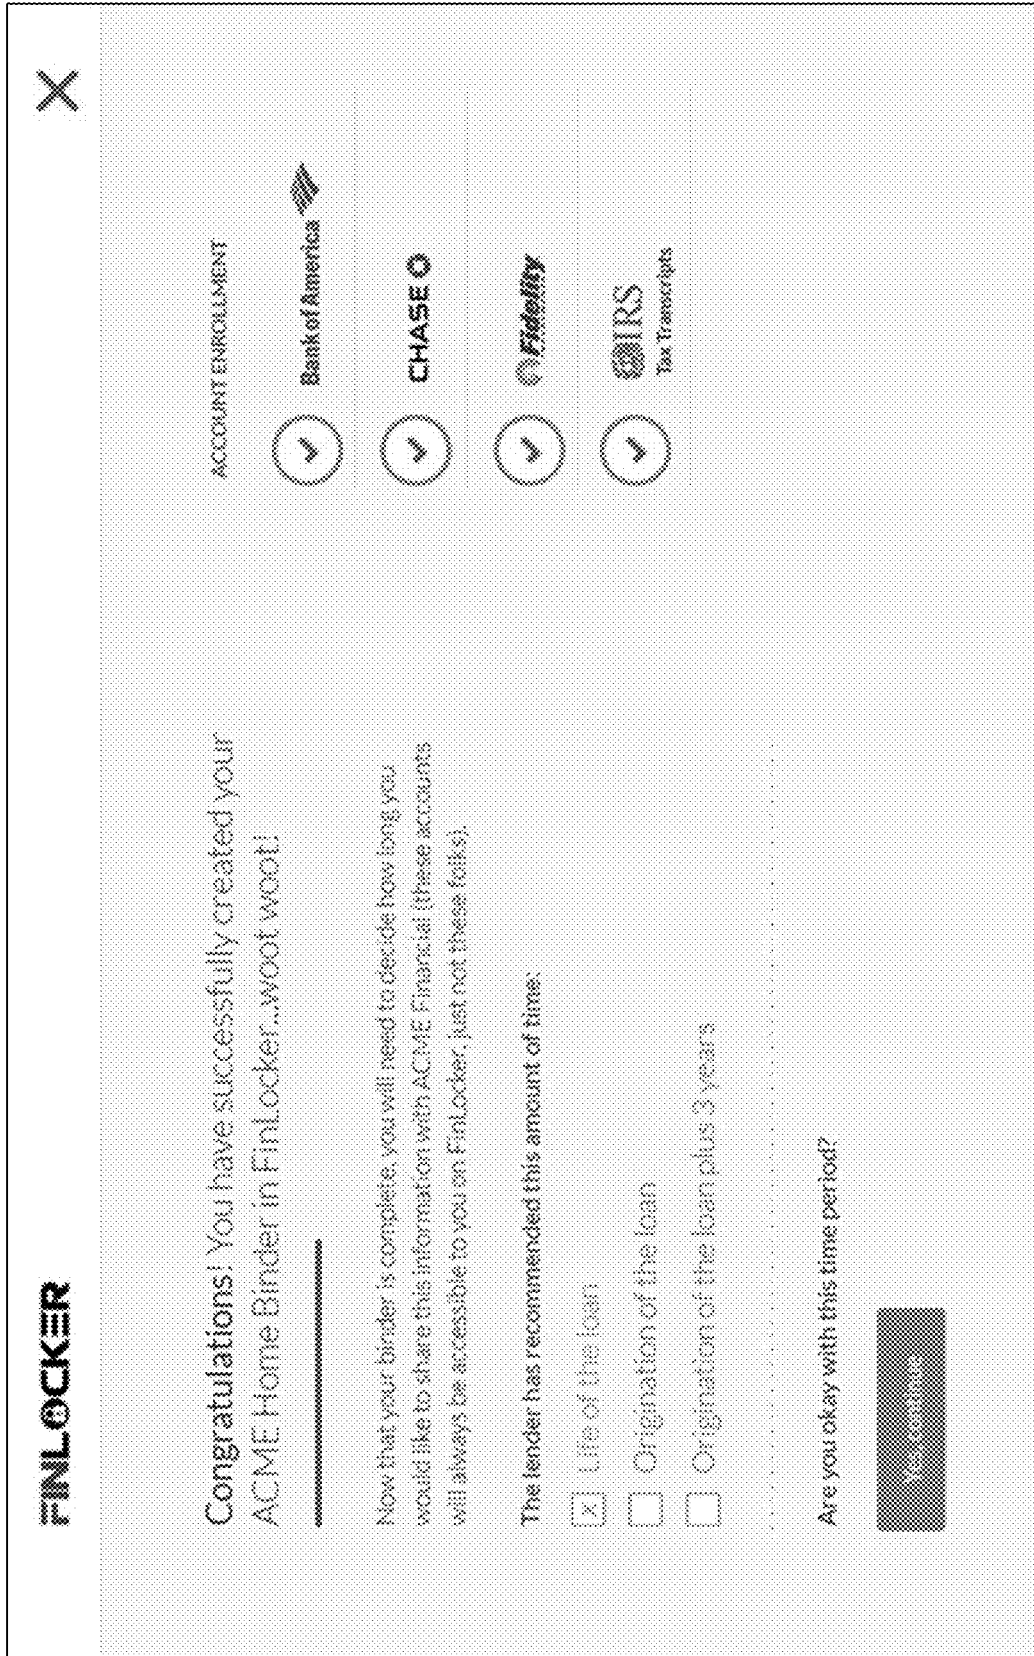 FINLOCKER
Congratulations! You have successfully created your
ACME Home Binder in FinLocker...woot woot!
Now that your binder is complete, you will need to decide how long you
would like to share this information with ACME Financial (these accounts
will always be accessible to you on FinLocker, just not these folks).
The lender has recommended this amount of time:
x Life of the loan
Origination of the loan
Origination of the loan plus 3 years
Are you okay with this time period?
ACCOUNT ENROLLMENT
Bank of America
CHASE
Fidelity
IRS
Tax Transcripts